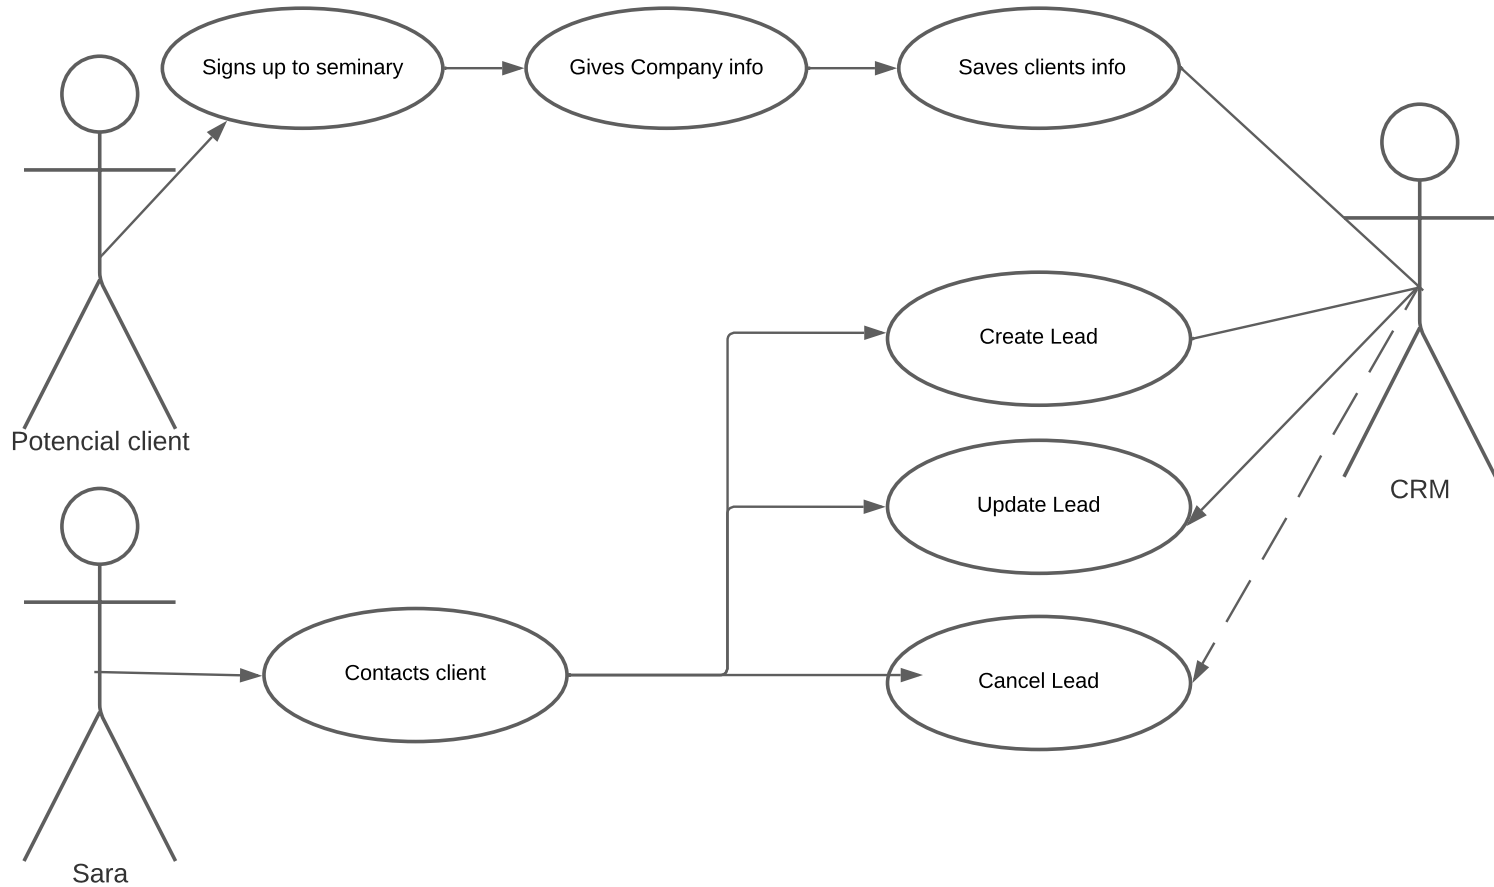 Signs up to seminary
Gives Company info
Saves clients info
Create Lead
Potencial client
CRM
Update Lead
Contacts client
Cancel Lead
Sara